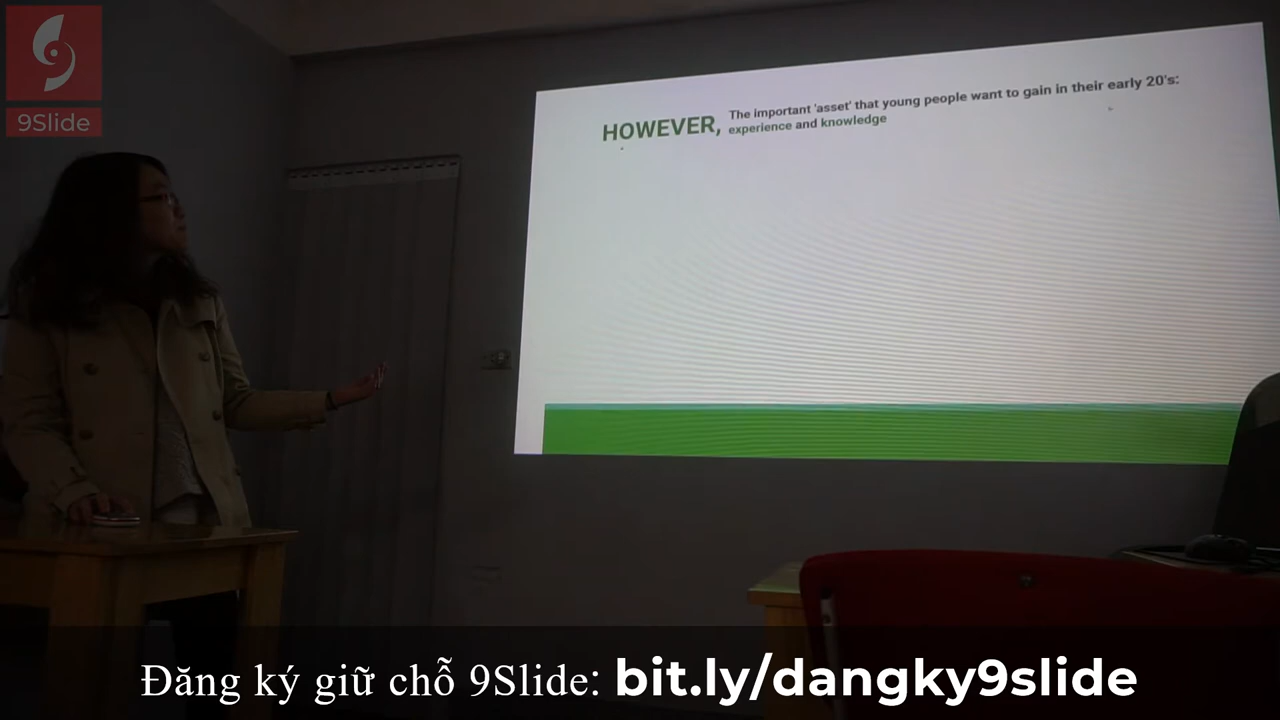 9Slide
HOWEVER,
The important 'asset' that young people want to gain in their early 20's:
experience and knowledge
Đăng ký giữ chỗ 9Slide: bit.ly/dangky9slide